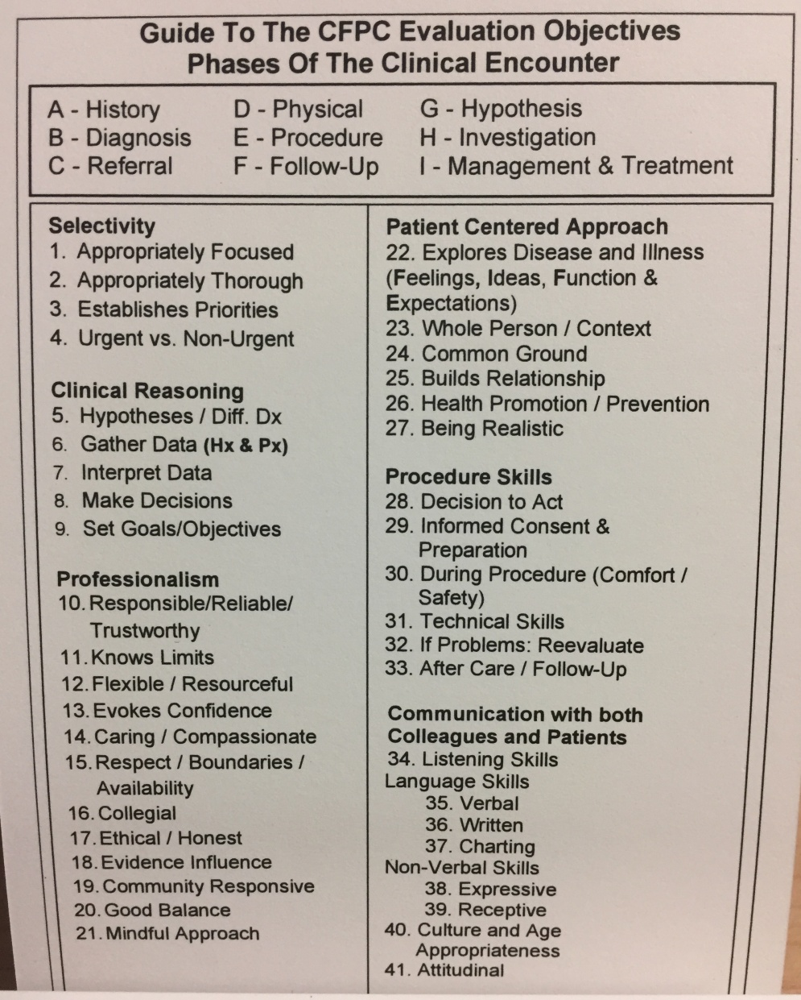 Guide To The CFPC Evaluation Objectives
Phases Of The Clinical Encounter
A - History
B - Diagnosis
C - Referral
D - Physical
E - Procedure
F - Follow-Up
G - Hypothesis
H - Investigation
I - Management & Treatment
Selectivity
1. Appropriately Focused
2. Appropriately Thorough
3. Establishes Priorities
4. Urgent vs. Non-Urgent
Clinical Reasoning
5. Hypotheses / Diff. Dx
6. Gather Data (Hx & Px)
7. Interpret Data
8. Make Decisions
9. Set Goals/Objectives
Professionalism
10. Responsible/Reliable/
Trustworthy
11. Knows Limits
12. Flexible / Resourceful
13. Evokes Confidence
14. Caring / Compassionate
15. Respect / Boundaries /
Availability
16. Collegial
17. Ethical / Honest
18. Evidence Influence
19. Community Responsive
20. Good Balance
21. Mindful Approach
Patient Centered Approach
22. Explores Disease and Illness
(Feelings, Ideas, Function &
Expectations)
23. Whole Person / Context
24. Common Ground
25. Builds Relationship
26. Health Promotion / Prevention
27. Being Realistic
Procedure Skills
28. Decision to Act
29. Informed Consent &
Preparation
30. During Procedure (Comfort /
Safety)
31. Technical Skills
32. If Problems: Reevaluate
33. After Care / Follow-Up
Communication with both
Colleagues and Patients
34. Listening Skills
Language Skills
35. Verbal
36. Written
37. Charting
Non-Verbal Skills
38. Expressive
39. Receptive
40. Culture and Age
Appropriateness
41. Attitudinal